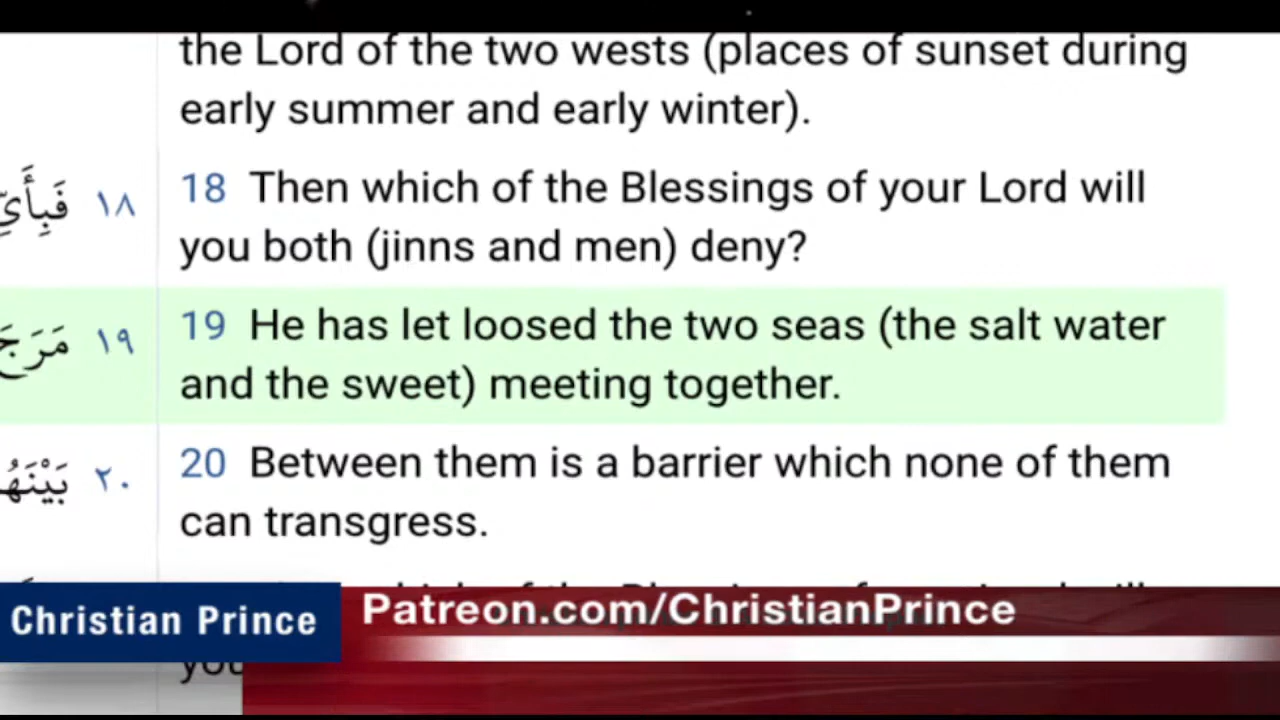 the Lord of the two wests (places of sunset during
early summer and early winter).
١٨ 18 Then which of the Blessings of your Lord will
you both (jinns and men) deny?
١٩ 19 He has let loosed the two seas (the salt water
and the sweet) meeting together.
٢٠ 20 Between them is a barrier which none of them
can transgress.
Christian Prince
Patreon.com/ChristianPrince